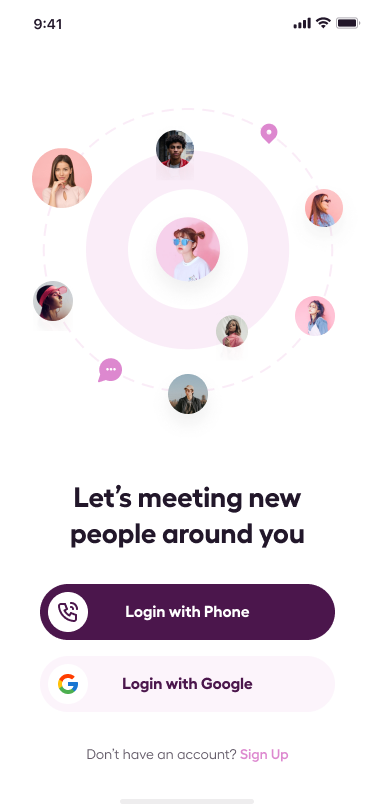 9:41
Let's meeting new
people around you
Login with Phone
Login with Google
Don't have an account? Sign Up